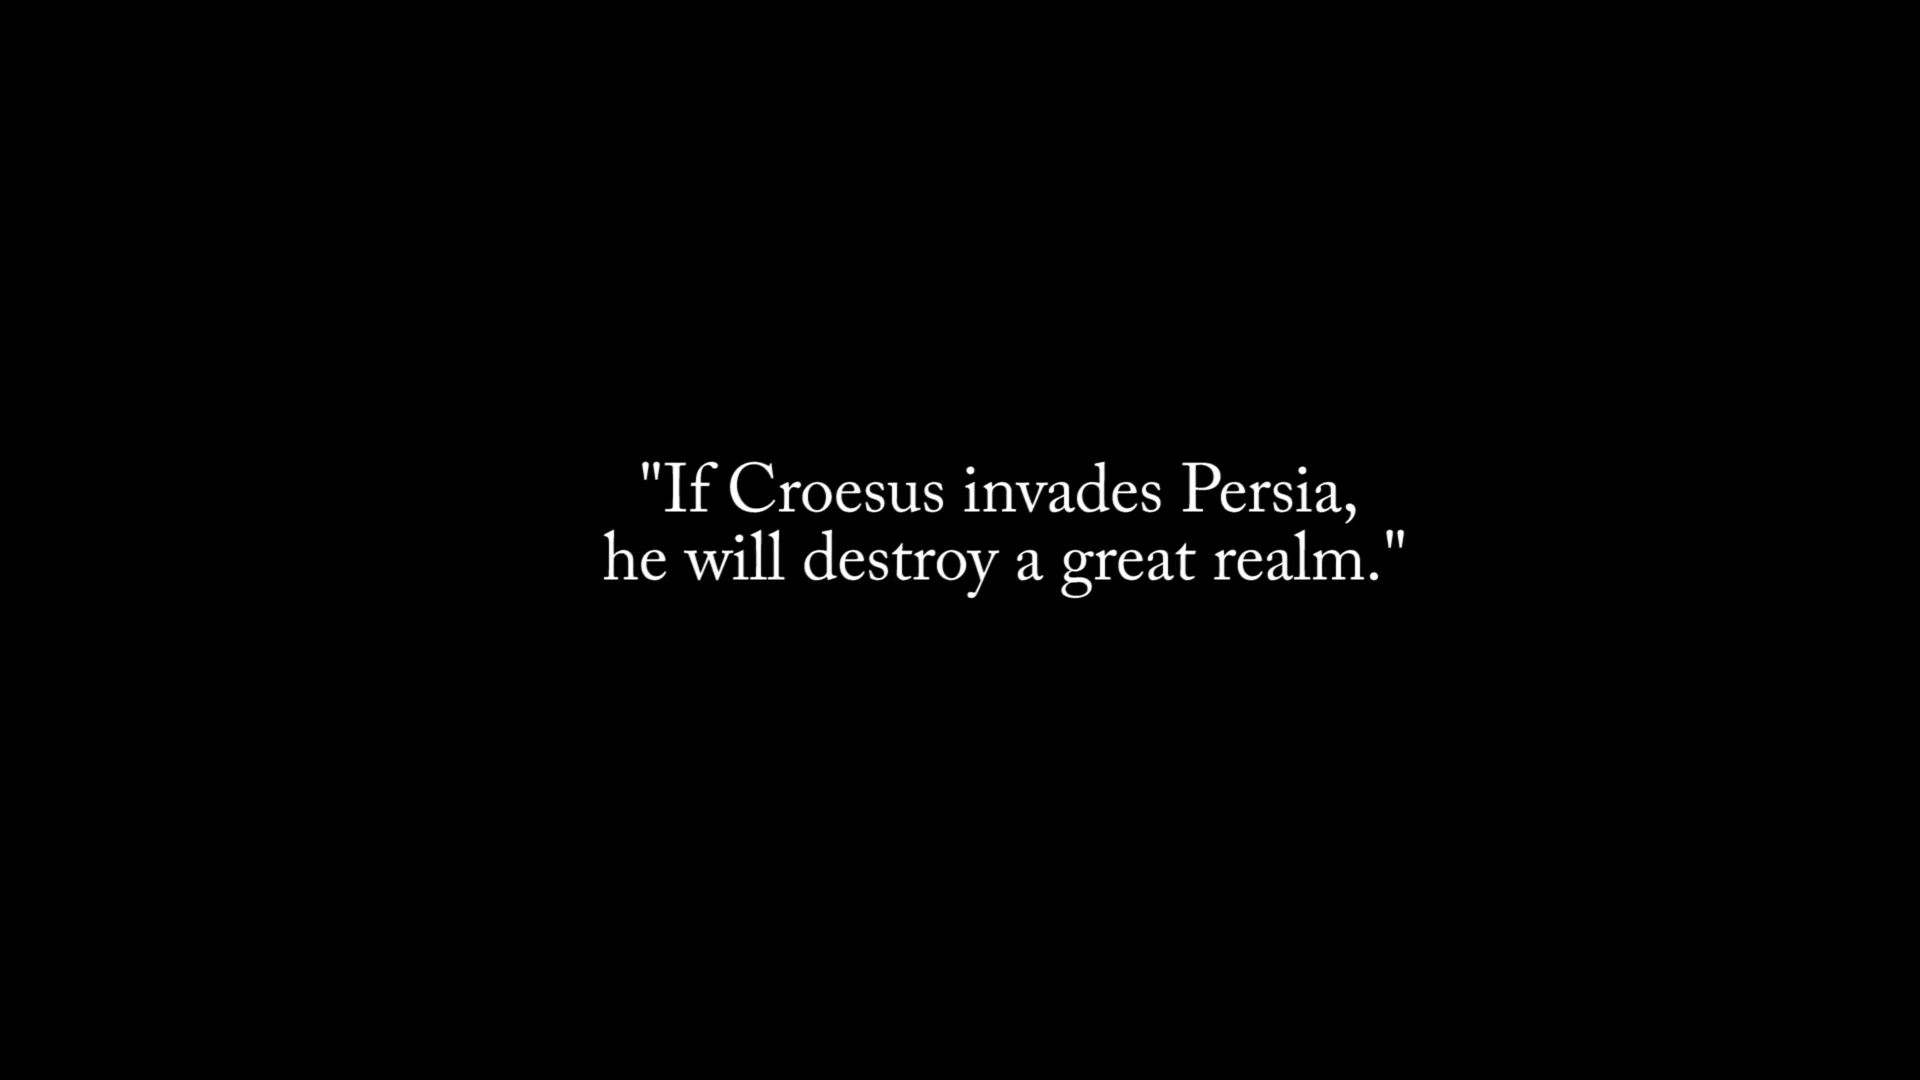 "If Croesus invades Persia,
he will destroy a great realm."